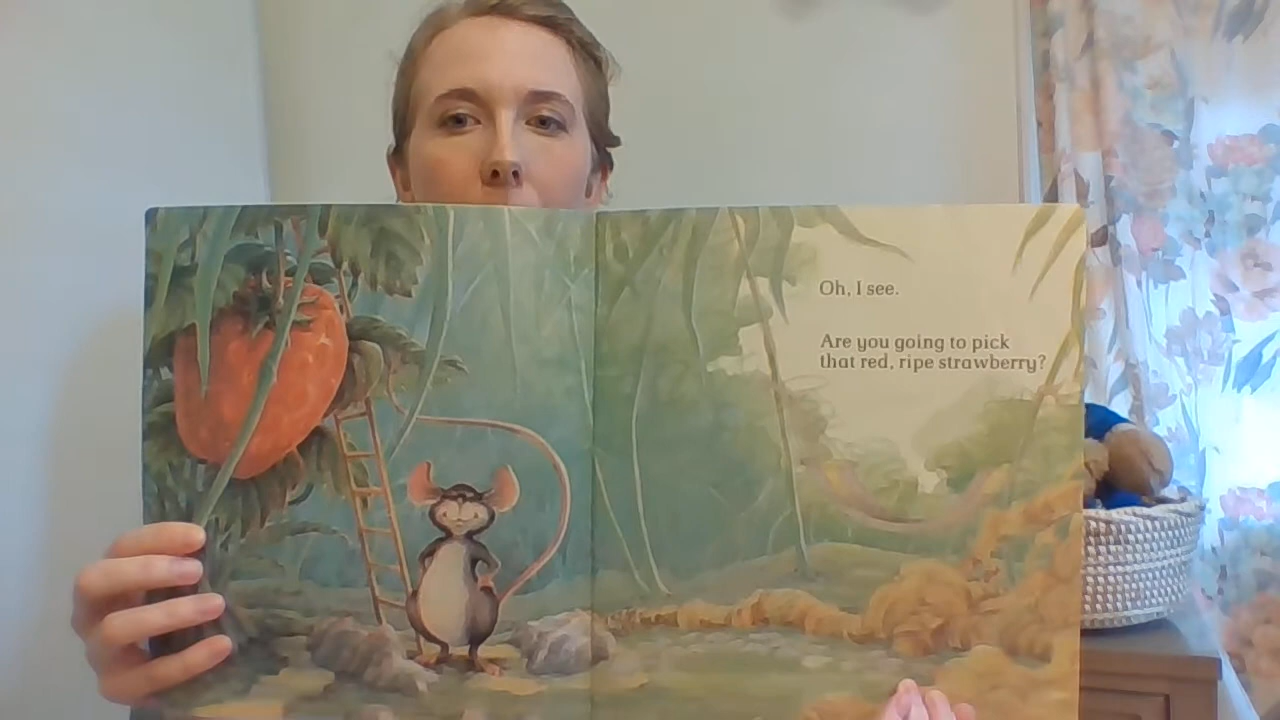 Oh, I see.
Are you going to pick
that red, ripe strawberry?